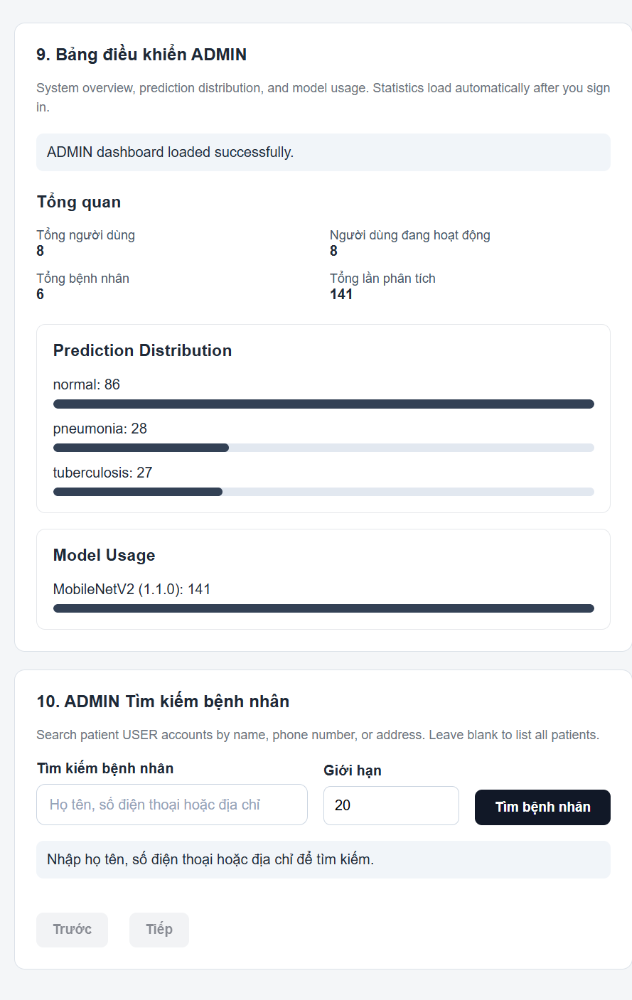 9. Bảng điều khiển ADMIN
System overview, prediction distribution, and model usage. Statistics load automatically after you sign
in.
ADMIN dashboard loaded successfully.
Tổng quan
Tổng người dùng
8
Người dùng đang hoạt động
8
Tổng bệnh nhân
6
Tổng lần phân tích
141
Prediction Distribution
normal: 86
pneumonia: 28
tuberculosis: 27
Model Usage
MobileNetV2 (1.1.0): 141
10. ADMIN Tìm kiếm bệnh nhân
Search patient USER accounts by name, phone number, or address. Leave blank to list all patients.
Tìm kiếm bệnh nhân
Giới hạn
Họ tên, số điện thoại hoặc địa chỉ
20
Tìm bệnh nhân
Nhập họ tên, số điện thoại hoặc địa chỉ để tìm kiếm.
Trước
Tiếp